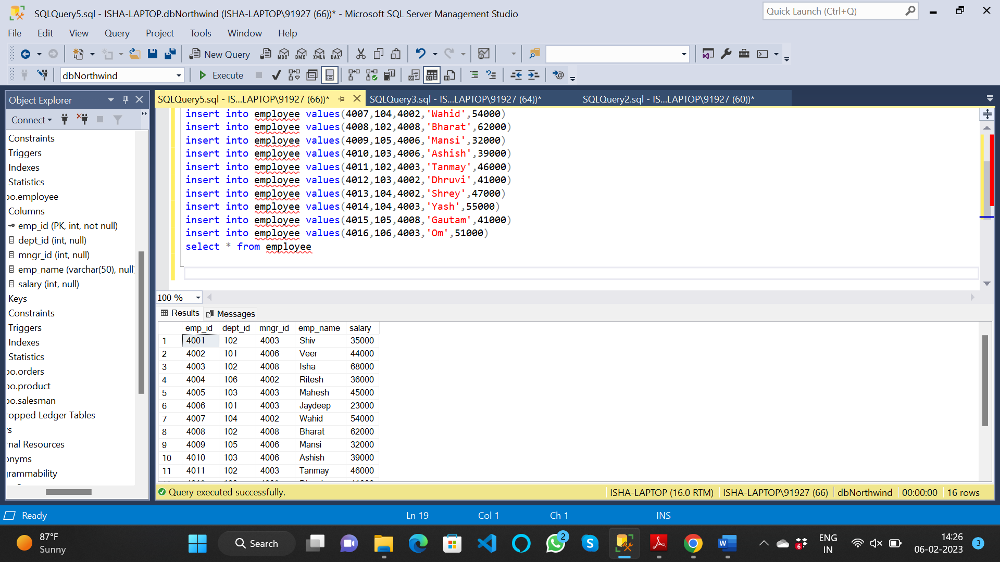 SQLQuery5.sql - ISHA-LAPTOP.dbNorthwind (ISHA-LAPTOP\91927 (66))* - Microsoft SQL Server Management Studio
Quick Launch (Ctrl+Q)
File Edit View Query Project Tools Window Help
New Query MDX DMX XMLA DAX
dbNorthwind Execute
Object Explorer
Connect
Constraints
Triggers
Indexes
Statistics
oo.employee
Columns
emp_id (PK, int, not null)
dept_id (int, null)
mngr_id (int, null)
emp_name (varchar(50), null)
salary (int, null)
Keys
Constraints
Triggers
Indexes
Statistics
oo.orders
oo.product
oo.salesman
ropped Ledger Tables
s
rnal Resources
onyms
grammability
SQLQuery5.sql - IS...LAPTOP\91927 (66))* SQLQuery3.sql - IS...LAPTOP\91927 (64))* SQLQuery2.sql - IS...LAPTOP\91927 (60))*
insert into employee values(4007,104,4002,'Wahid',54000)
insert into employee values(4008,102,4008,'Bharat',62000)
insert into employee values(4009,105,4006,'Mansi',32000)
insert into employee values(4010,103,4006,'Ashish',39000)
insert into employee values(4011,102,4003,'Tanmay',46000)
insert into employee values(4012,103,4002,'Dhruvi',41000)
insert into employee values(4013,104,4002,'Shrey',47000)
insert into employee values(4014,104,4003,'Yash',55000)
insert into employee values(4015,105,4008,'Gautam',41000)
insert into employee values(4016,106,4003,'Om',51000)
select * from employee
100 %
Results Messages
emp_id dept_id mngr_id emp_name salary
1 4001 102 4003 Shiv 35000
2 4002 101 4006 Veer 44000
3 4003 102 4008 Isha 68000
4 4004 106 4002 Ritesh 36000
5 4005 103 4003 Mahesh 45000
6 4006 101 4003 Jaydeep 23000
7 4007 104 4002 Wahid 54000
8 4008 102 4008 Bharat 62000
9 4009 105 4006 Mansi 32000
10 4010 103 4006 Ashish 39000
11 4011 102 4003 Tanmay 46000
Query executed successfully. ISHA-LAPTOP (16.0 RTM) ISHA-LAPTOP\91927 (66) dbNorthwind 00:00:00 16 rows
Ready Ln 19 Col 1 Ch 1 INS
87°F
Sunny
Search
2
6
ENG
IN
14:26
06-02-2023
3